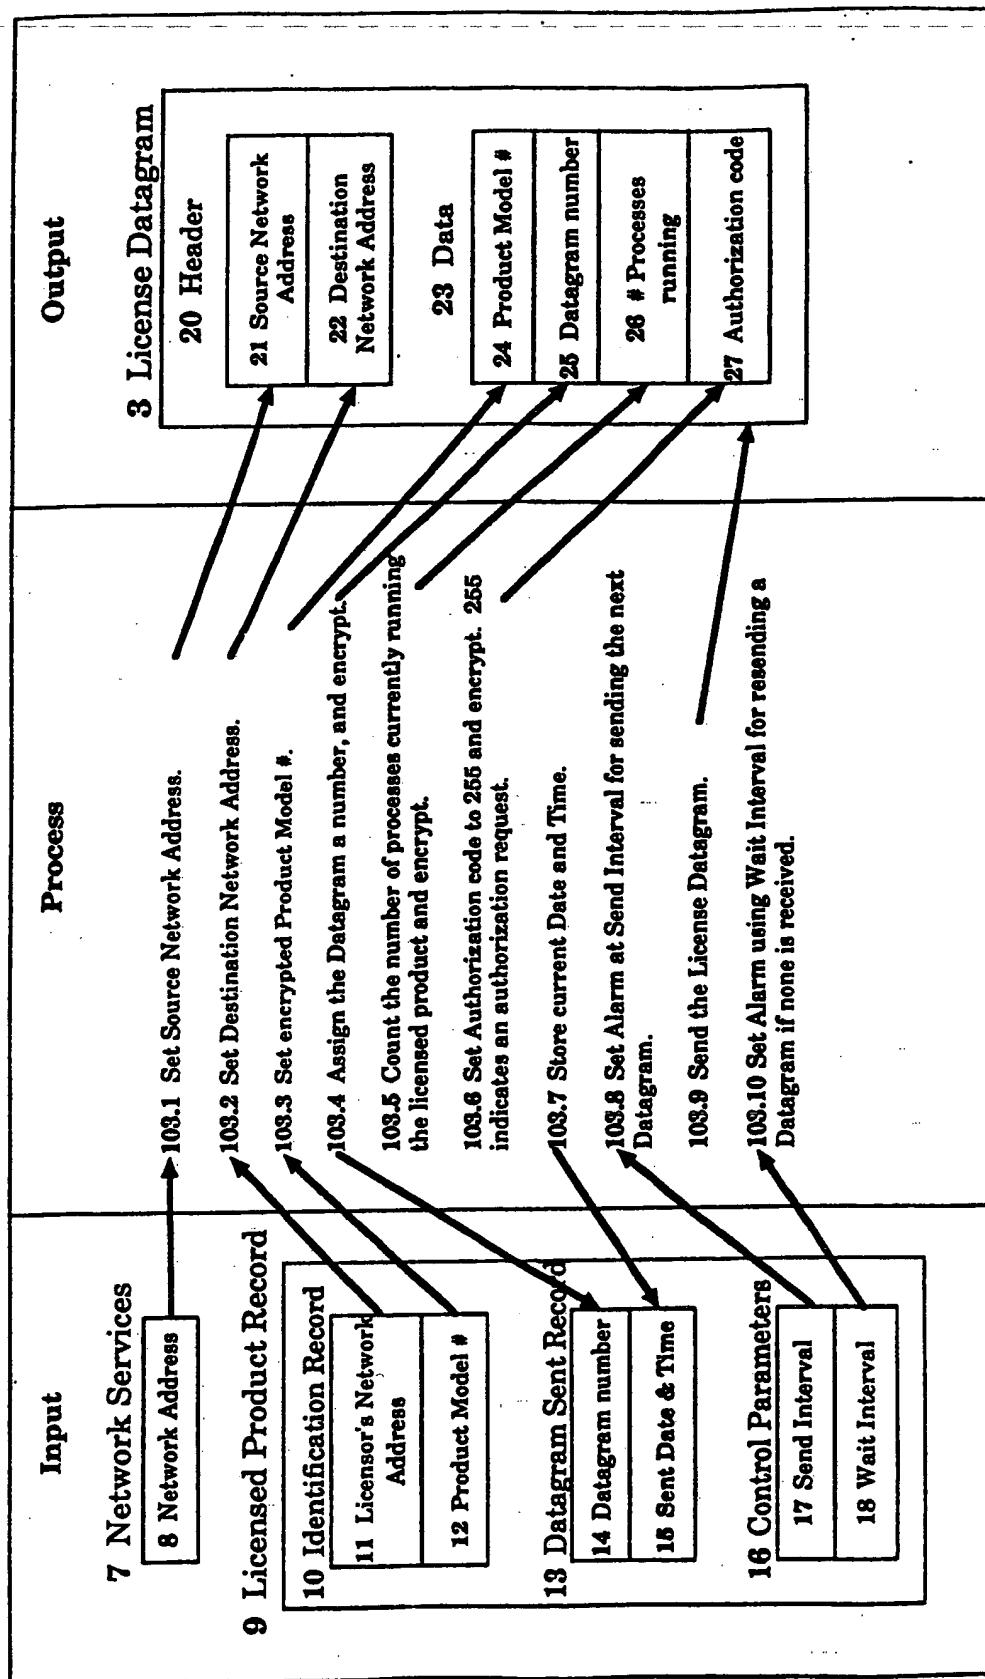 Input
7 Network Services
8 Network Address
9 Licensed Product Record
10 Identification Record
11 Licensor's Network
Address
12 Product Model #
13 Datagram Sent Record
14 Datagram number
15 Sent Date & Time
16 Control Parameters
17 Send Interval
18 Wait Interval
Process
103.1 Set Source Network Address.
103.2 Set Destination Network Address.
103.3 Set encrypted Product Model #.
103.4 Assign the Datagram a number, and encrypt.
103.5 Count the number of processes currently running
the licensed product and encrypt.
103.6 Set Authorization code to 255 and encrypt. 255
indicates an authorization request.
103.7 Store current Date and Time.
103.8 Set Alarm at Send Interval for sending the next
Datagram.
103.9 Send the License Datagram.
103.10 Set Alarm using Wait Interval for resending a
Datagram if none is received.
Output
3 License Datagram
20 Header
21 Source Network
Address
22 Destination
Network Address
23 Data
24 Product Model #
25 Datagram number
26 # Processes
running
27 Authorization code